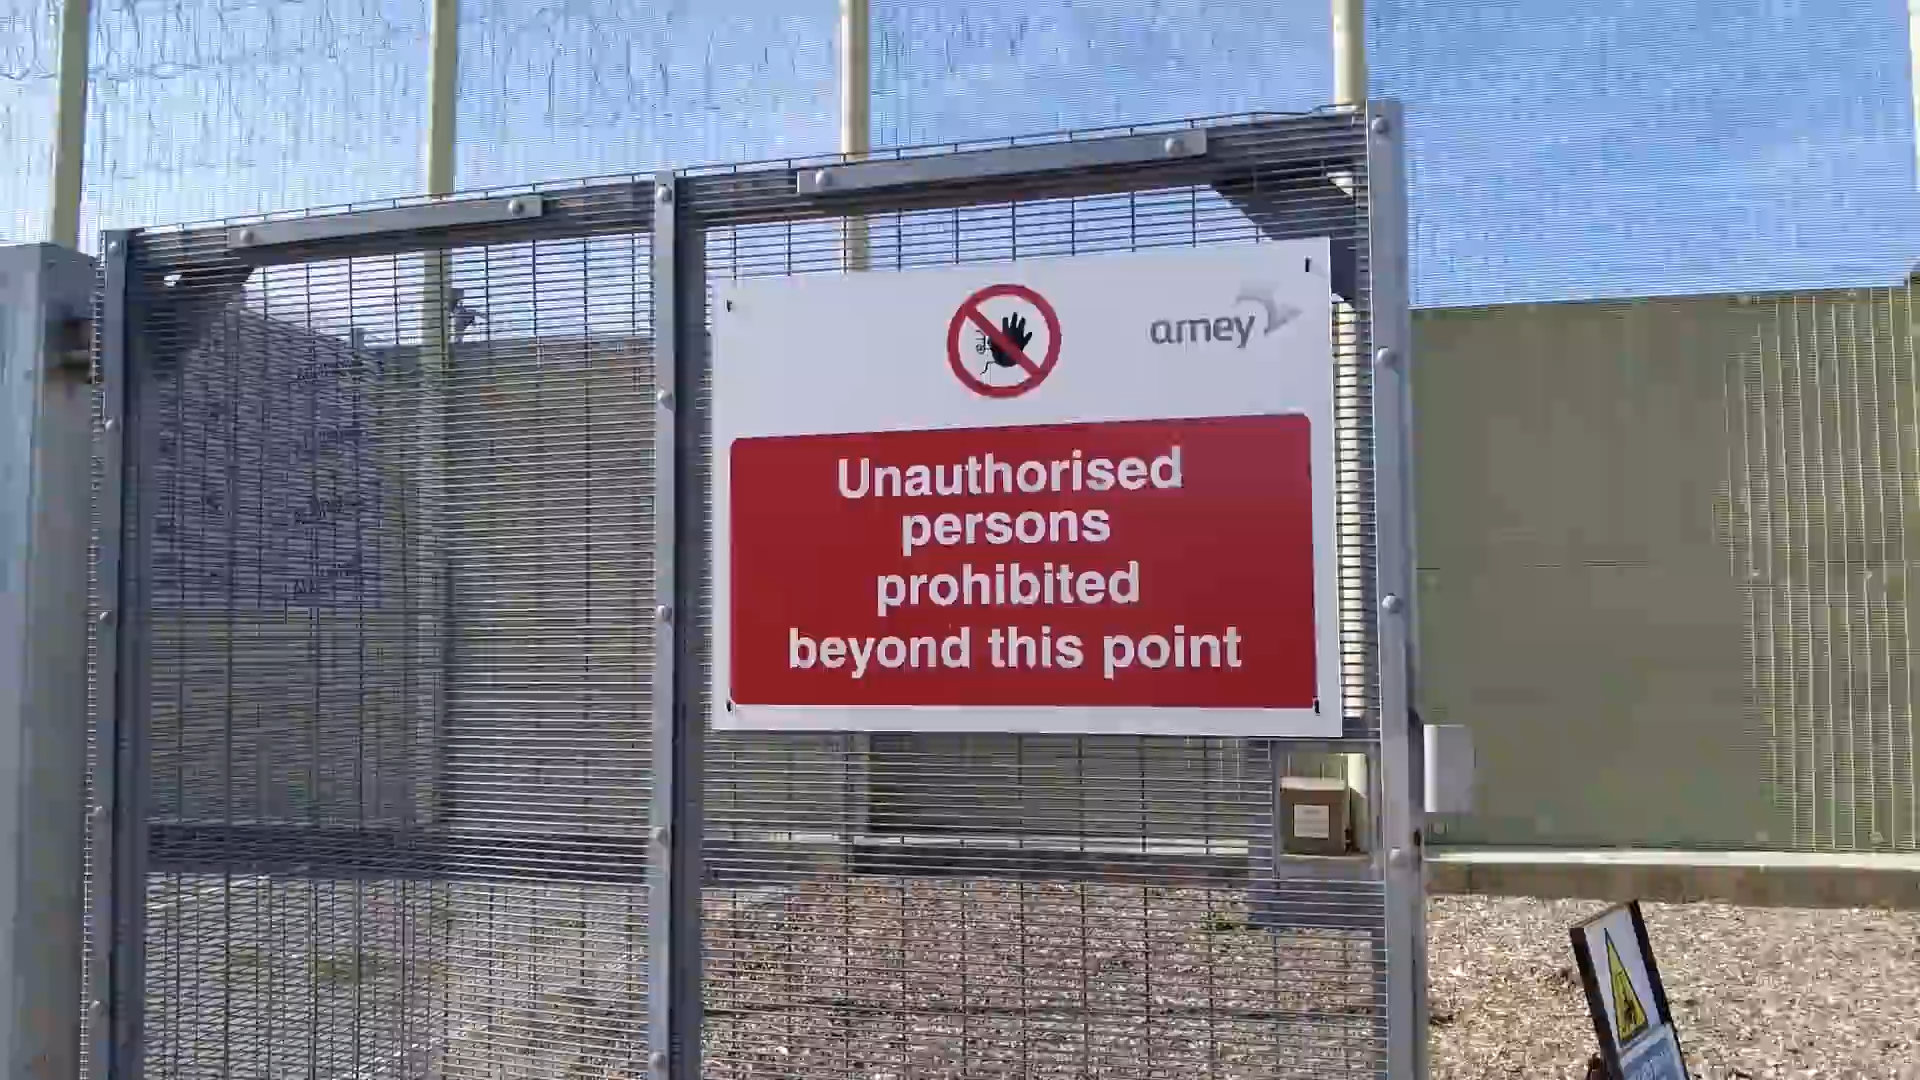 amey
Unauthorised
persons
prohibited
beyond this point